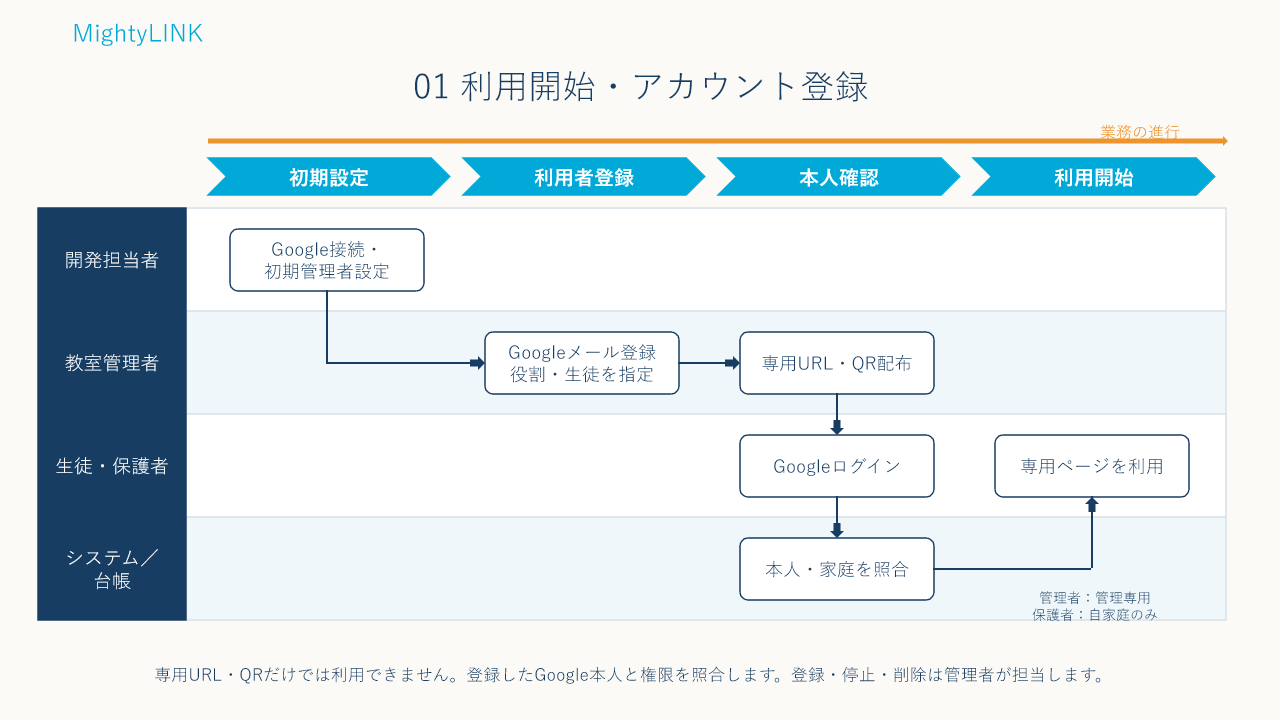 MightyLINK
01 利用開始・アカウント登録
業務の進行
初期設定
利用者登録
本人確認
利用開始
開発担当者
Google接続・
初期管理者設定
教室管理者
Googleメール登録
役割・生徒を指定
専用URL・QR配布
生徒・保護者
Googleログイン
専用ページを利用
システム／
台帳
本人・家庭を照合
管理者：管理専用
保護者：自家庭のみ
専用URL・QRだけでは利用できません。登録したGoogle本人と権限を照合します。登録・停止・削除は管理者が担当します。